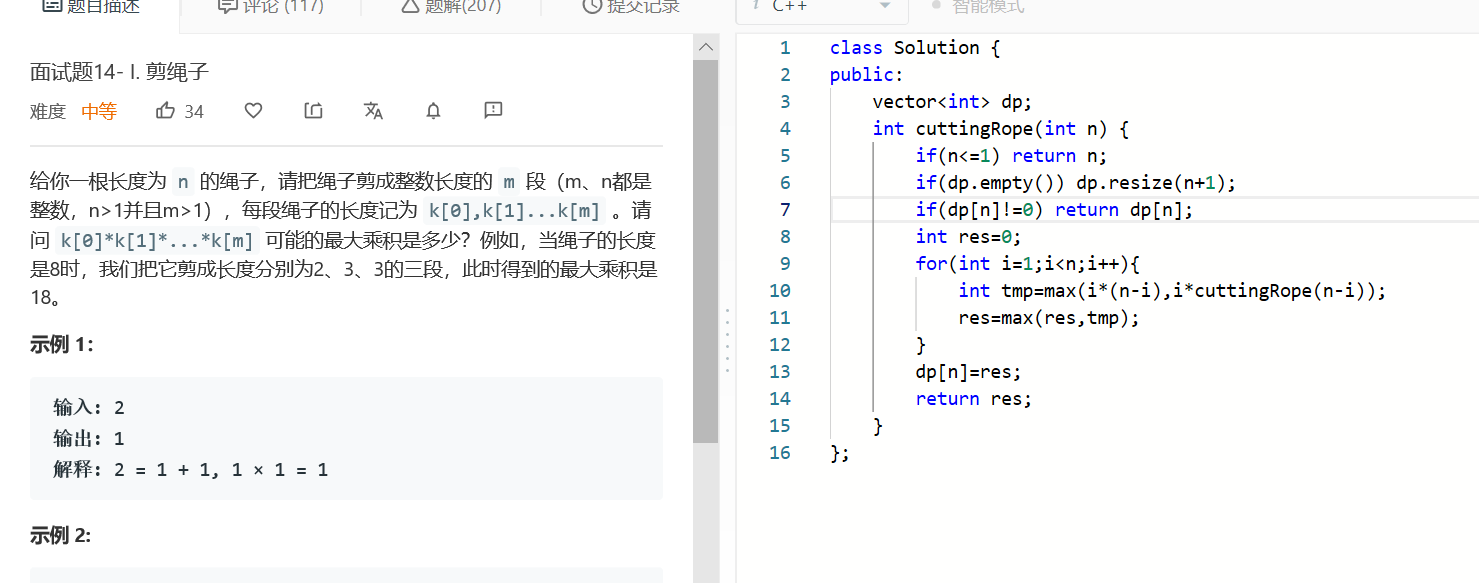 题目描述
评论 (117)
题解(207)
提交记录
i C++
智能模式
面试题14- I. 剪绳子
难度 中等 34
给你一根长度为 n 的绳子，请把绳子剪成整数长度的 m 段（m、n都是
整数，n>1并且m>1），每段绳子的长度记为 k[0],k[1]...k[m] 。请
问 k[0]*k[1]*...*k[m] 可能的最大乘积是多少？例如，当绳子的长度
是8时，我们把它剪成长度分别为2、3、3的三段，此时得到的最大乘积是
18。
示例 1：
输入: 2
输出: 1
解释: 2 = 1 + 1, 1 × 1 = 1
示例 2:
1 class Solution {
2 public:
3 vector<int> dp;
4 int cuttingRope(int n) {
5 if(n<=1) return n;
6 if(dp.empty()) dp.resize(n+1);
7 if(dp[n]!=0) return dp[n];
8 int res=0;
9 for(int i=1;i<n;i++){
10 int tmp=max(i*(n-i),i*cuttingRope(n-i));
11 res=max(res,tmp);
12 }
13 dp[n]=res;
14 return res;
15 }
16 };